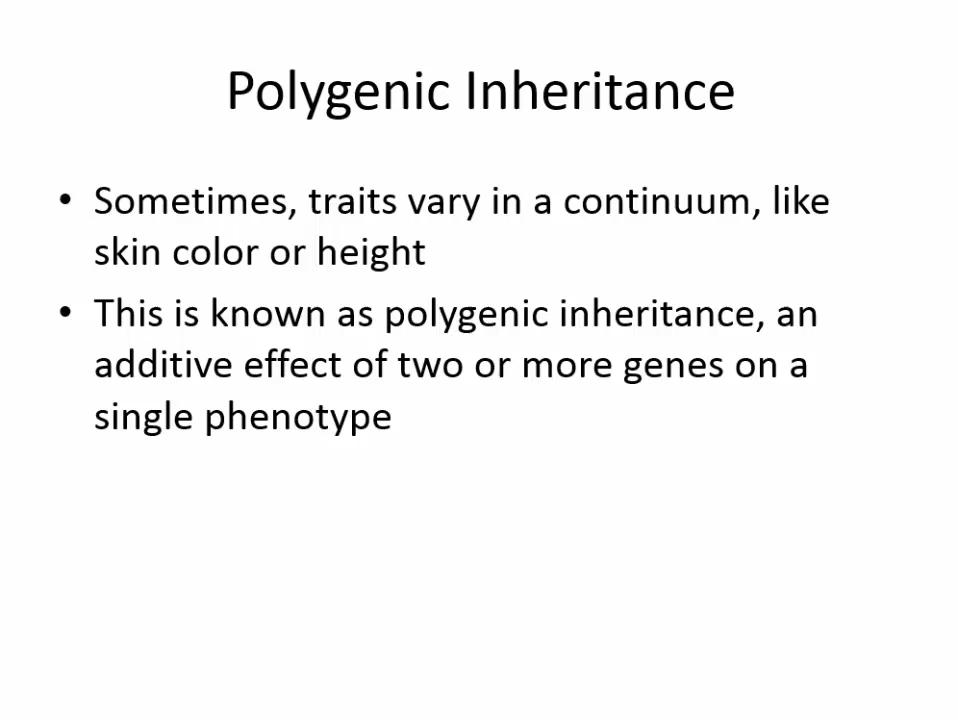 Polygenic Inheritance
• Sometimes, traits vary in a continuum, like
skin color or height
• This is known as polygenic inheritance, an
additive effect of two or more genes on a
single phenotype